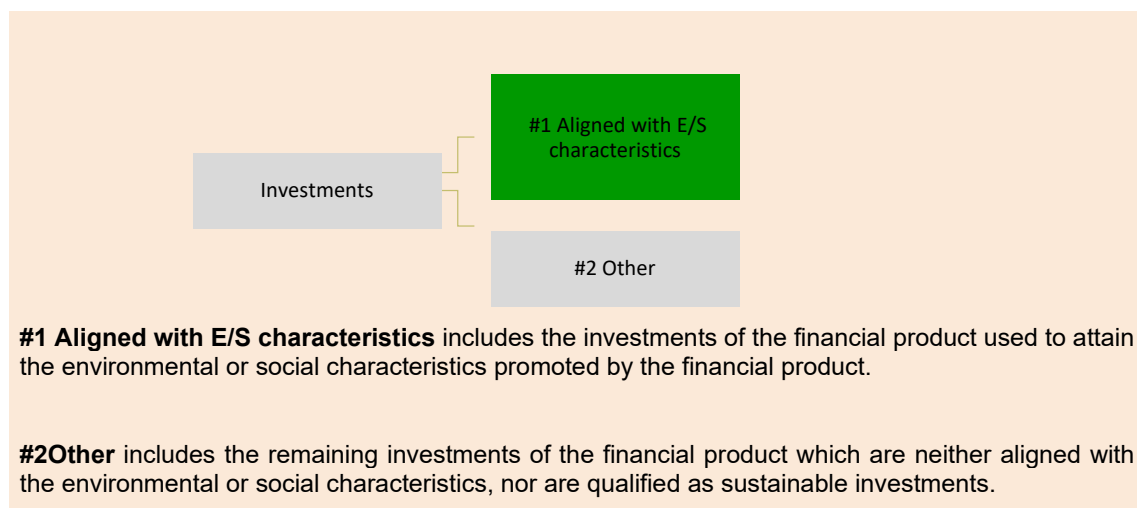 #1 Aligned with E/S
characteristics
Investments
#2 Other
#1 Aligned with E/S characteristics includes the investments of the financial product used to attain
the environmental or social characteristics promoted by the financial product.
#2Other includes the remaining investments of the financial product which are neither aligned with
the environmental or social characteristics, nor are qualified as sustainable investments.